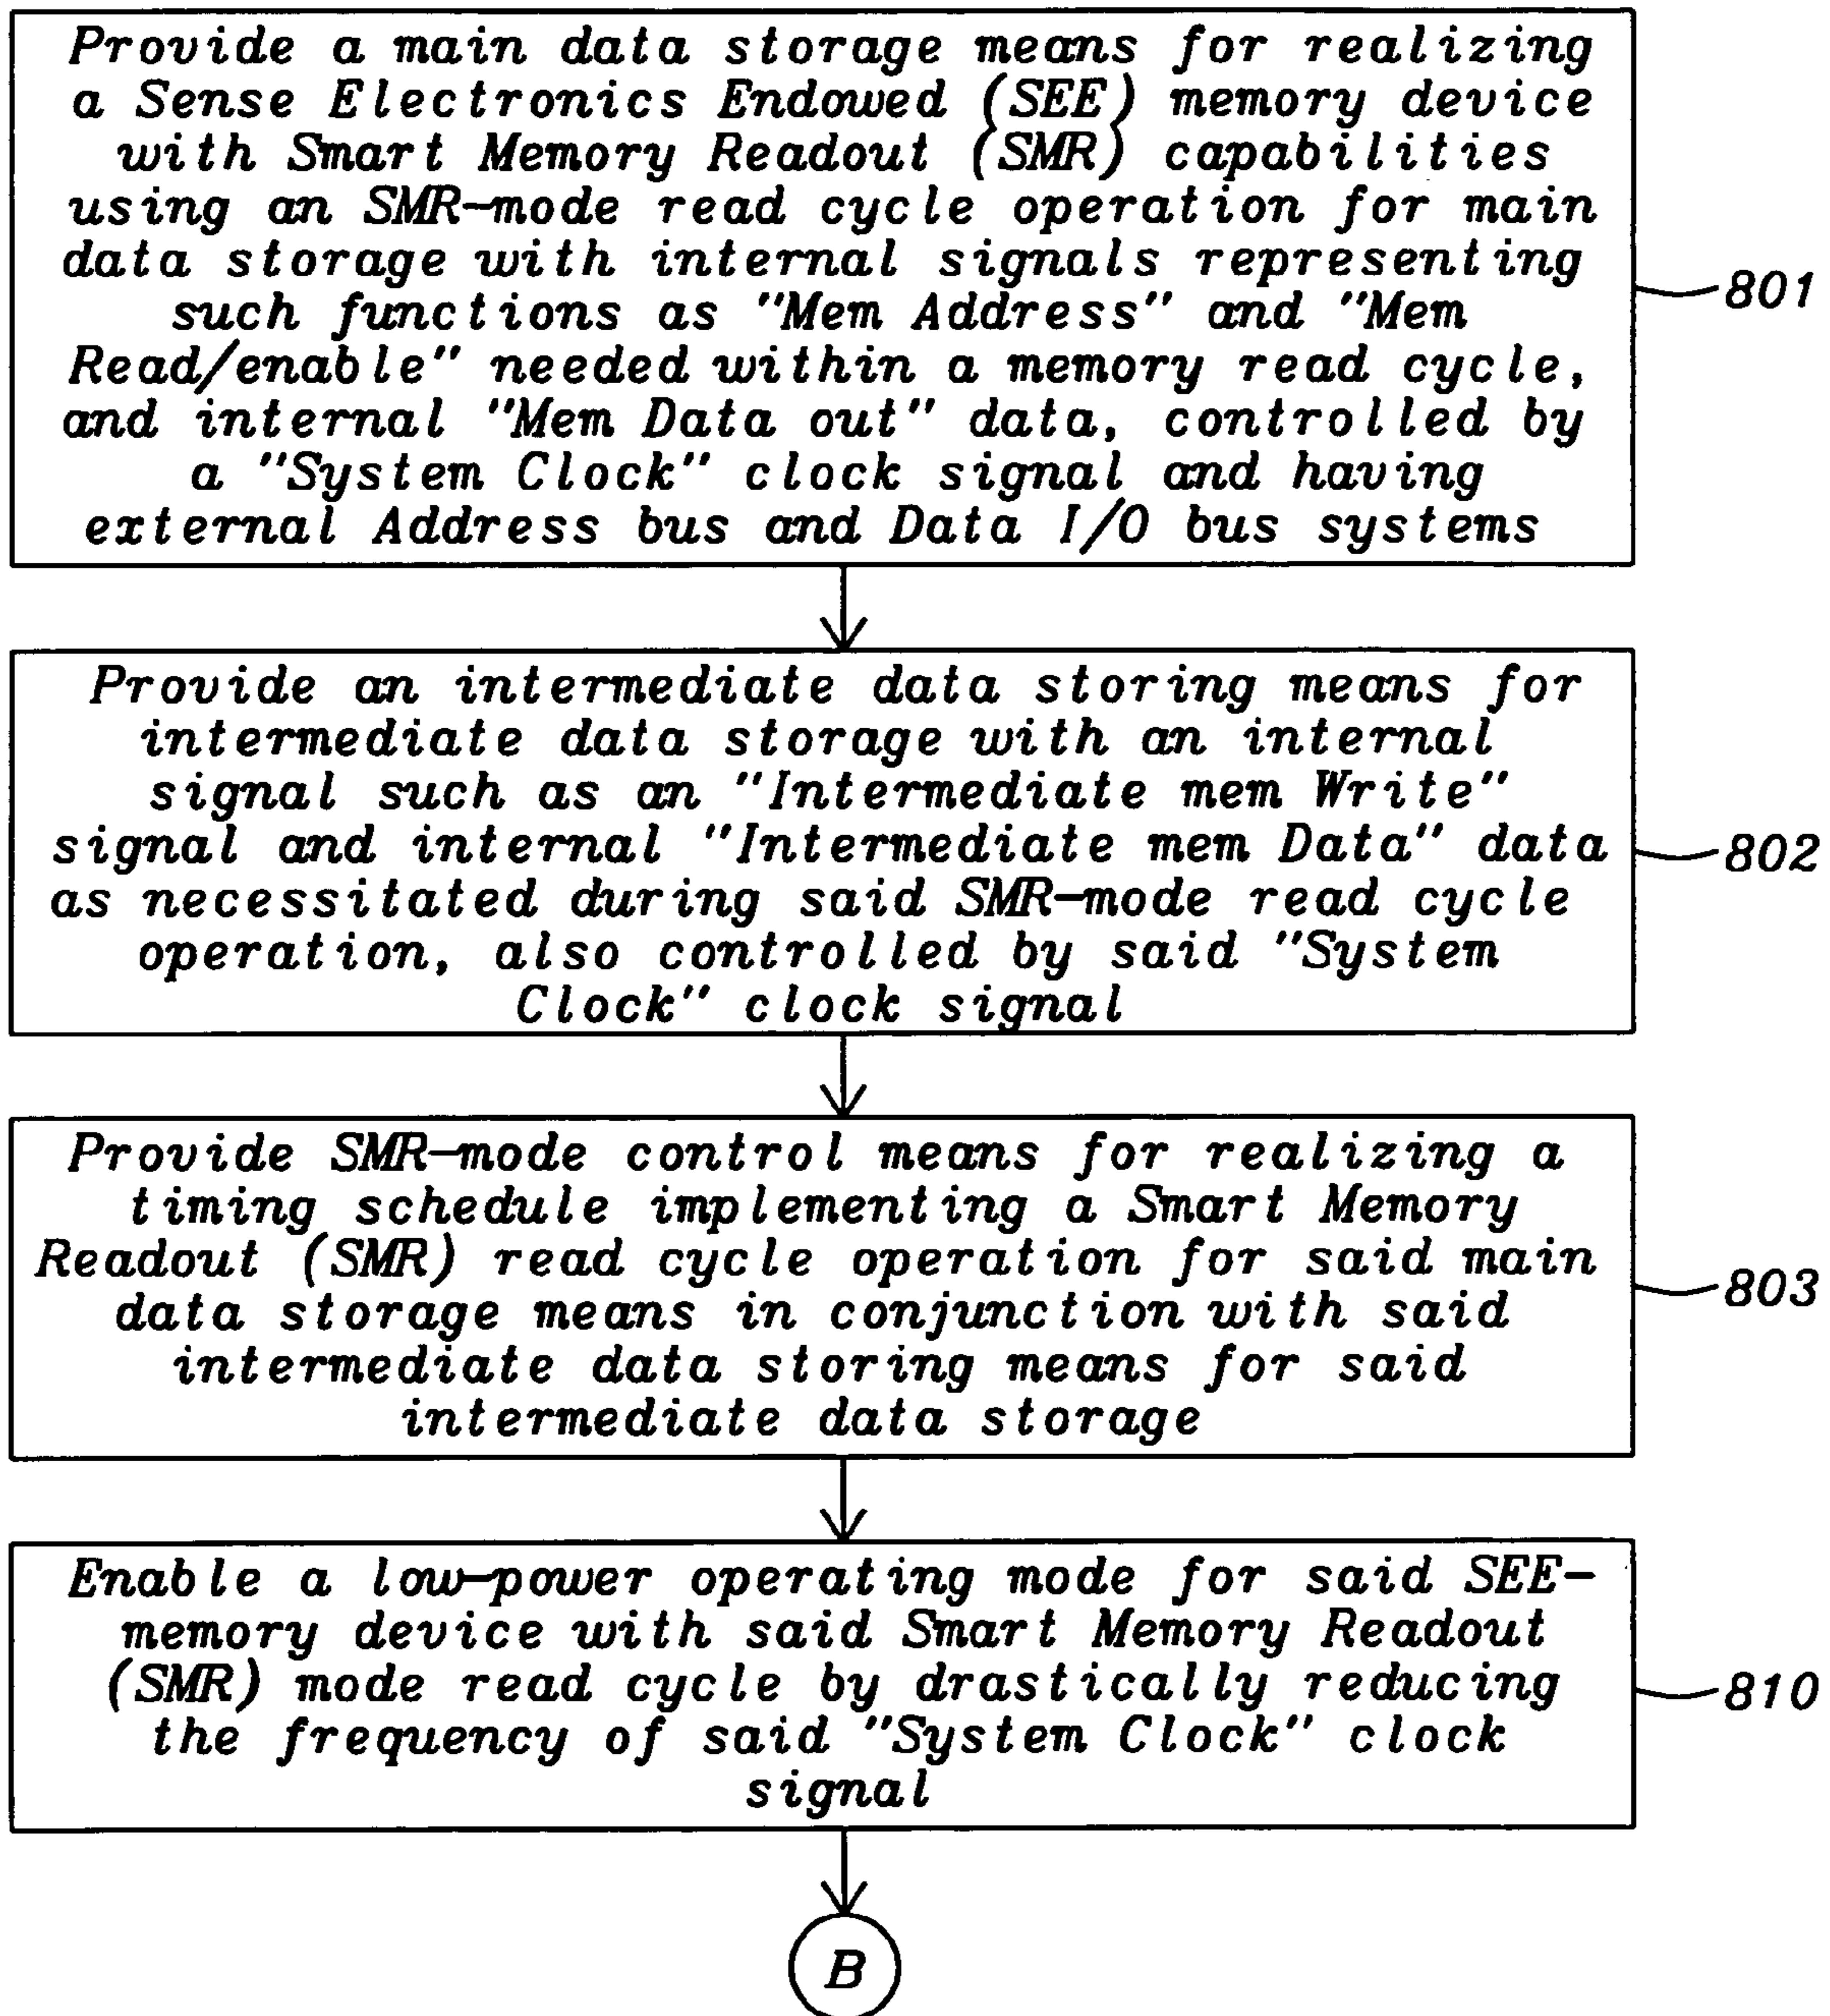 Provide a main data storage means for realizing
a Sense Electronics Endowed (SEE) memory device
with Smart Memory Readout (SMR) capabilities
using an SMR-mode read cycle operation for main
data storage with internal signals representing
such functions as "Mem Address" and "Mem
Read/enable" needed within a memory read cycle,
and internal "Mem Data out" data, controlled by
a "System Clock" clock signal and having
external Address bus and Data I/O bus systems
801
Provide an intermediate data storing means for
intermediate data storage with an internal
signal such as an "Intermediate mem Write"
signal and internal "Intermediate mem Data" data
as necessitated during said SMR-mode read cycle
operation, also controlled by said "System
Clock" clock signal
802
Provide SMR-mode control means for realizing a
timing schedule implementing a Smart Memory
Readout (SMR) read cycle operation for said main
data storage means in conjunction with said
intermediate data storing means for said
intermediate data storage
803
Enable a low-power operating mode for said SEE-
memory device with said Smart Memory Readout
(SMR) mode read cycle by drastically reducing
the frequency of said "System Clock" clock
signal
810
B